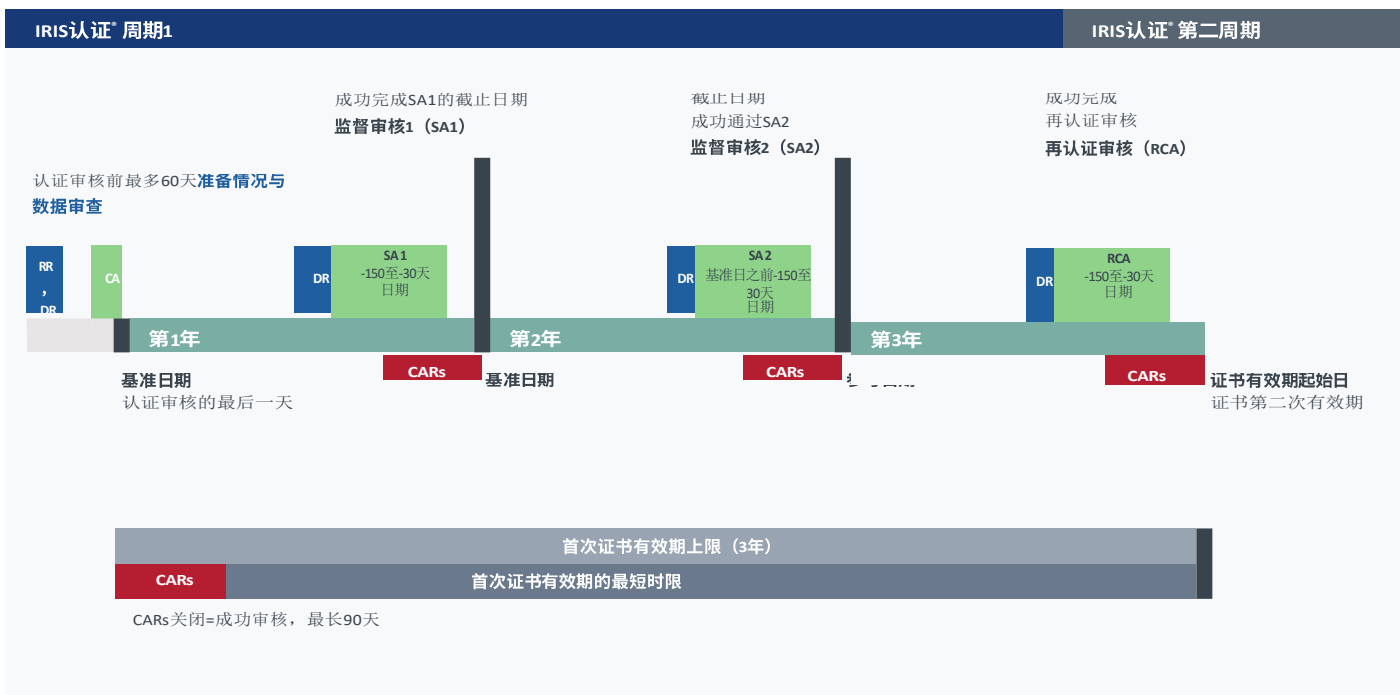 IRIS认证® 周期1
IRIS认证® 第二周期
成功完成SA1的截止日期
监督审核1（SA1）
截止日期
成功通过SA2
监督审核2（SA2）
成功完成
再认证审核
再认证审核（RCA）
认证审核前最多60天准备情况与
数据审查
RR
，
DR
CA
DR
SA1
-150至-30天
日期
DR
SA2
基准日之前-150至
30天
日期
DR
RCA
-150至-30天
日期
第1年
第2年
第3年
CARs
CARs
CARs
基准日期
认证审核的最后一天
基准日期
日期
证书有效期起始日
证书第二次有效期
首次证书有效期上限（3年）
CARs
首次证书有效期的最短时限
CARs关闭=成功审核，最长90天